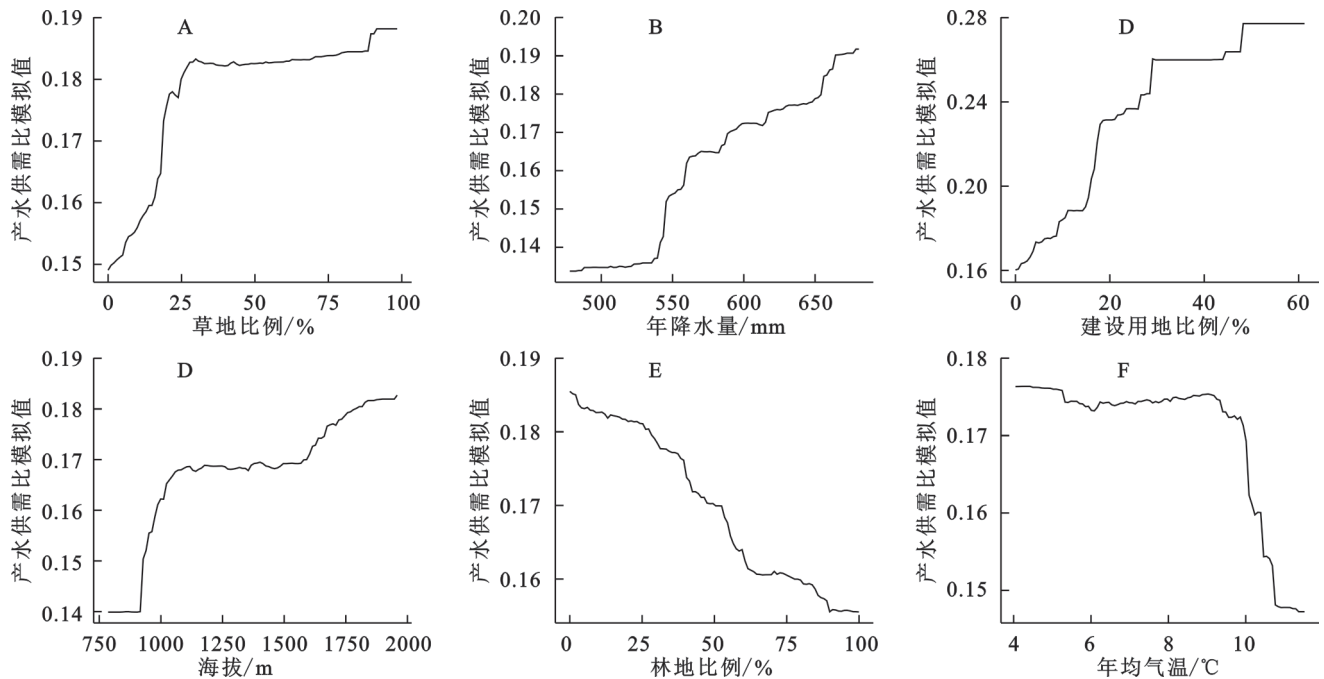 A
产水供需比模拟值
0.19
0.18
0.17
0.16
0.15
0 25 50 75 100
草地比例/%
B
产水供需比模拟值
0.20
0.19
0.18
0.17
0.16
0.15
0.14
500 550 600 650
年降水量/mm
D
产水供需比模拟值
0.28
0.24
0.20
0.16
0 20 40 60
建设用地比例/%
D
产水供需比模拟值
0.19
0.18
0.17
0.16
0.15
0.14
750 1000 1250 1500 1750 2000
海拔/m
E
产水供需比模拟值
0.19
0.18
0.17
0.16
0 25 50 75 100
林地比例/%
F
产水供需比模拟值
0.18
0.17
0.16
0.15
4 6 8 10
年均气温/℃